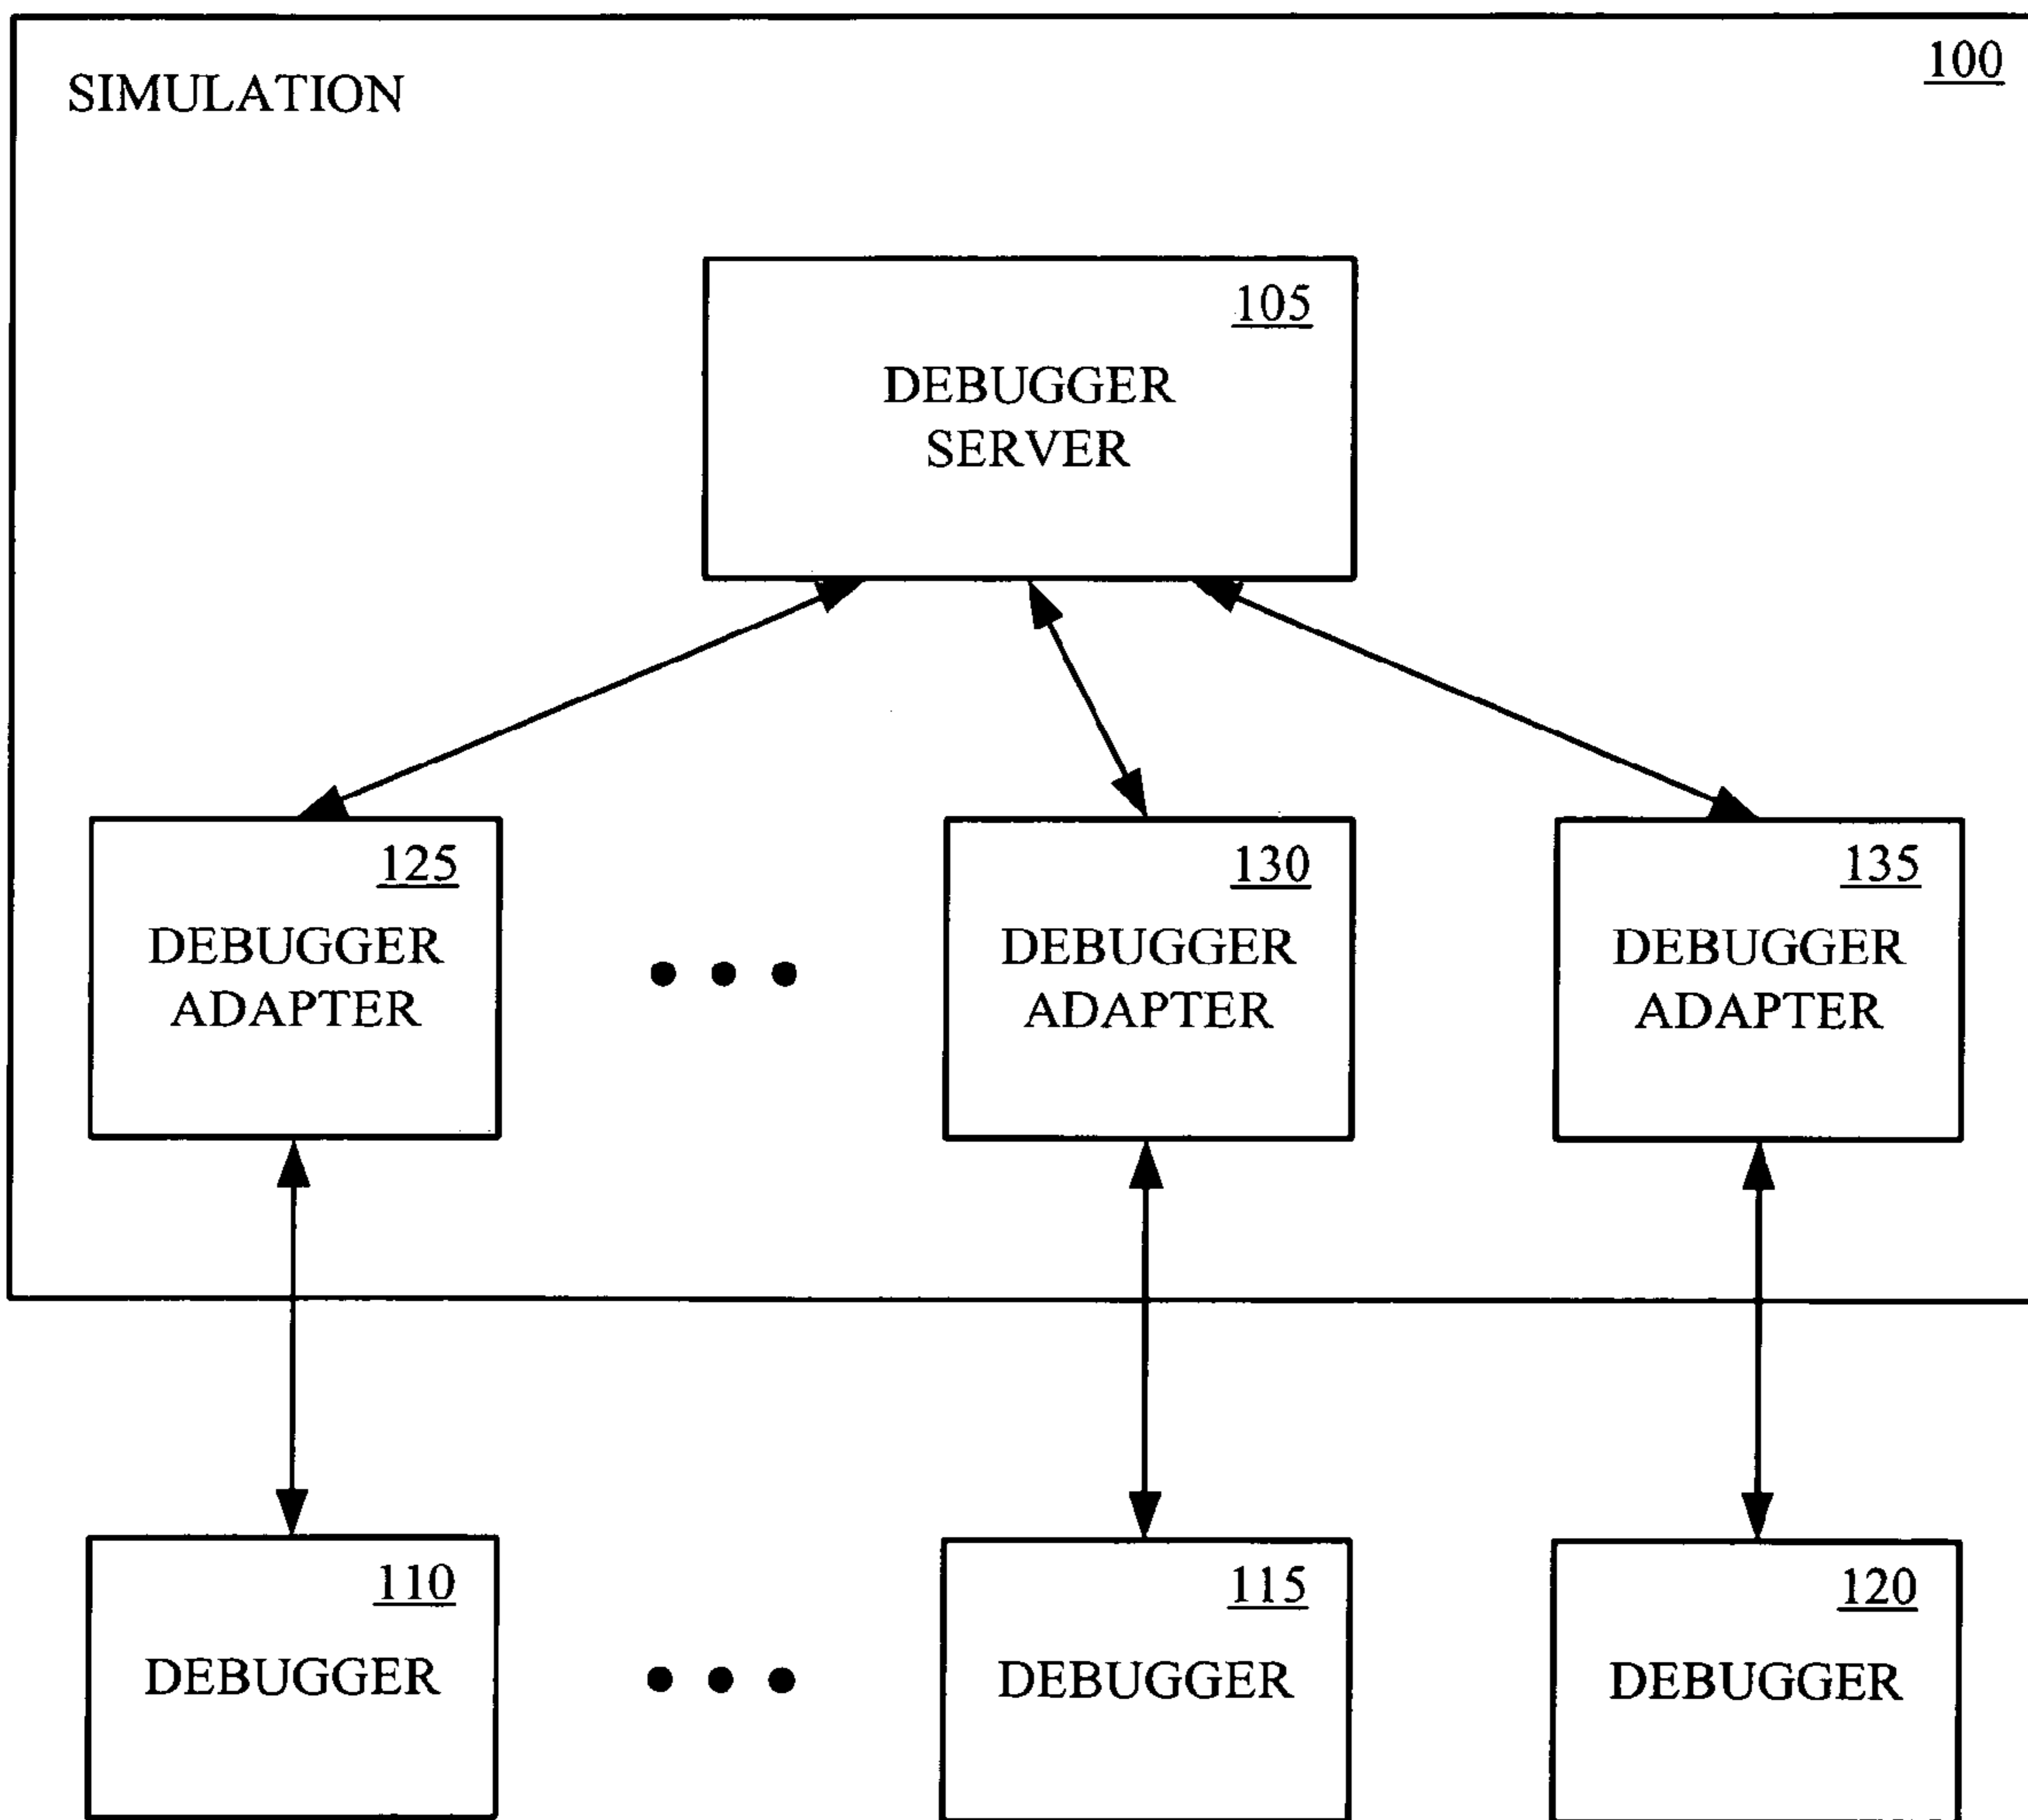 SIMULATION
100
105
DEBUGGER
SERVER
125
DEBUGGER
ADAPTER
130
DEBUGGER
ADAPTER
135
DEBUGGER
ADAPTER
110
DEBUGGER
115
DEBUGGER
120
DEBUGGER